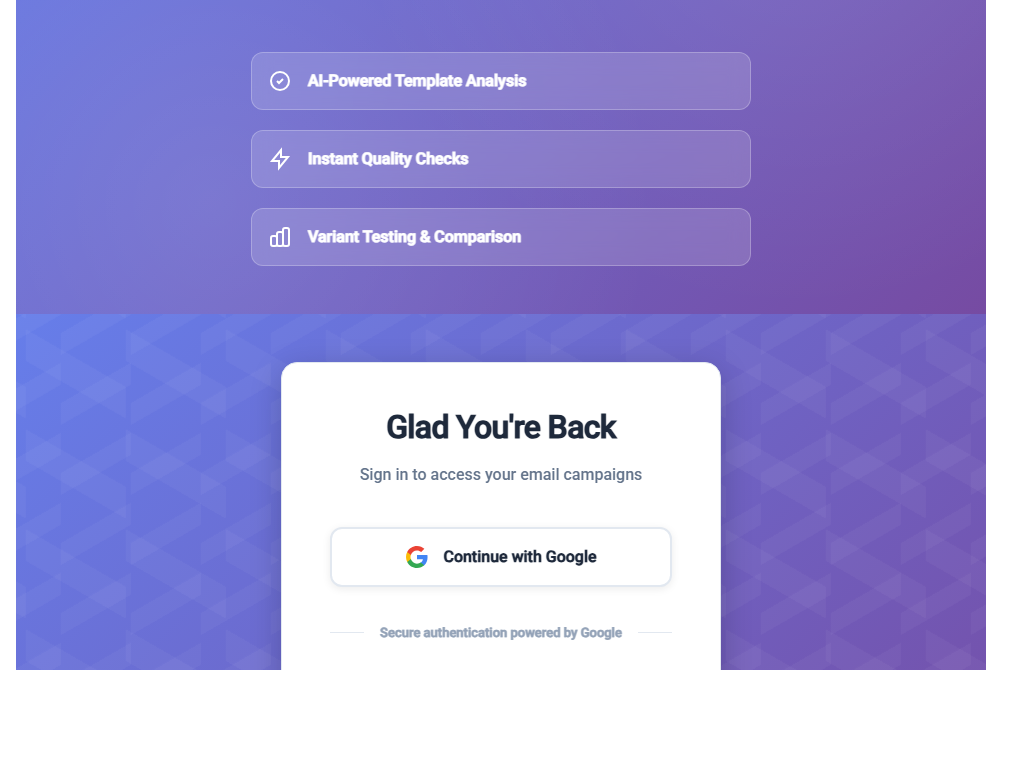 AI-Powered Template Analysis
Instant Quality Checks
Variant Testing & Comparison
Glad You're Back
Sign in to access your email campaigns
Continue with Google
Secure authentication powered by Google